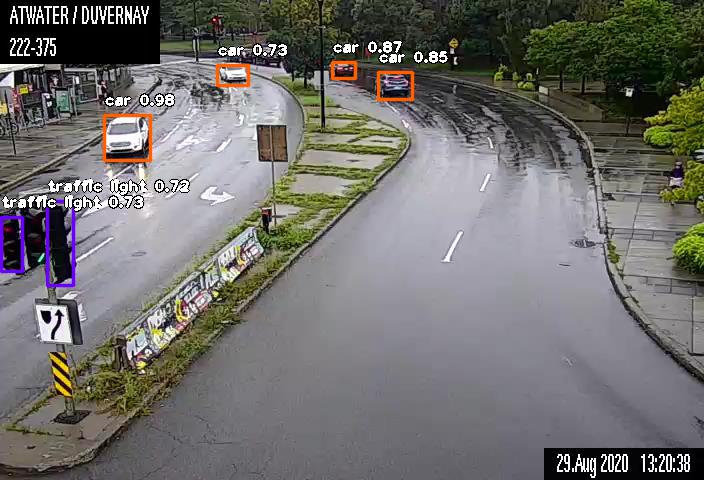 ATWATER / DUVERNAY
222-375
car 0.73
car 0.87
car 0.85
car 0.98
traffic light 0.72
traffic light 0.73
29.Aug 2020 13:20:38